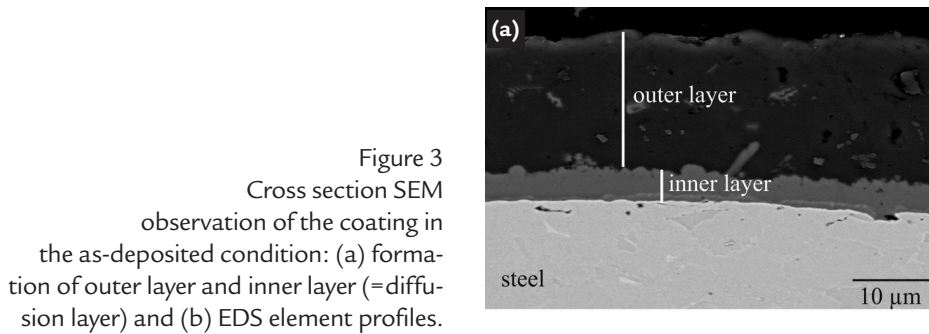 Figure 3
Cross section SEM
observation of the coating in
the as-deposited condition: (a) forma-
tion of outer layer and inner layer (=diffu-
sion layer) and (b) EDS element profiles.
(a)
outer layer
inner layer
steel
10 μm